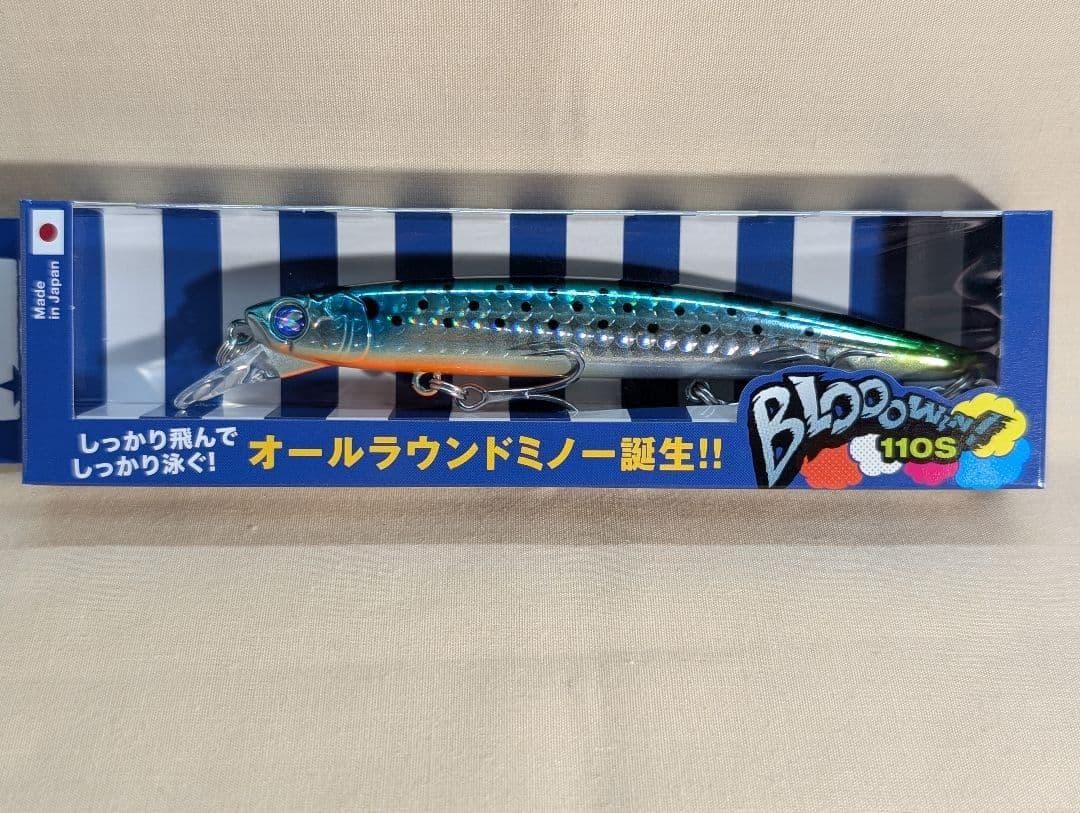 Made
in Japan
しっかり飛んで
しっかり泳ぐ!
オールラウンドミノー誕生!!
BLOOOWIN!
110S